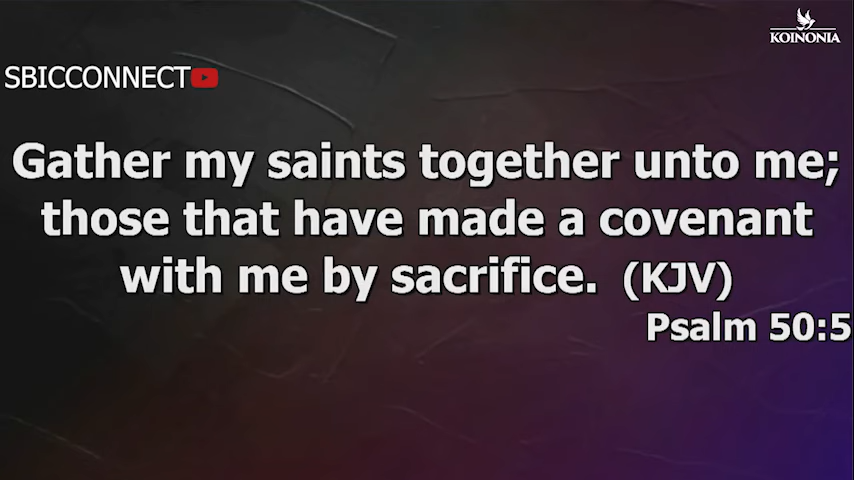 KOINONIA
SBICCONNECT
Gather my saints together unto me;
those that have made a covenant
with me by sacrifice. (KJV)
Psalm 50:5